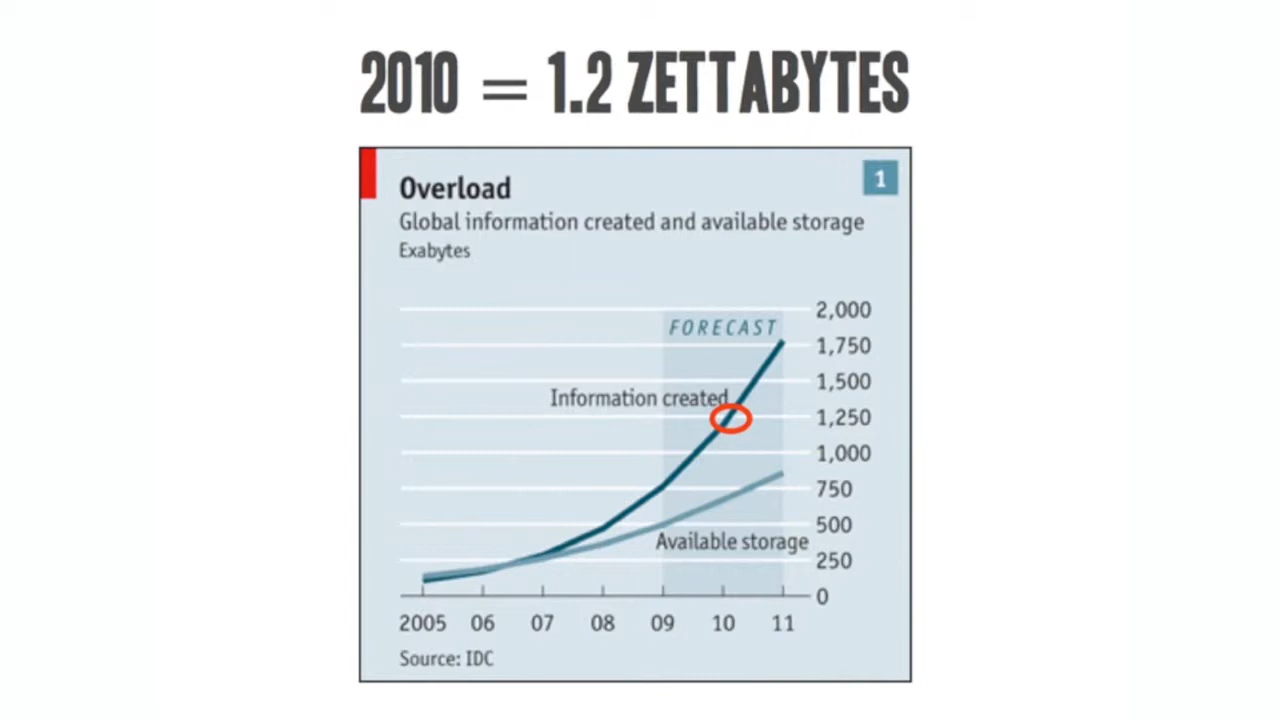 2010 = 1.2 ZETTABYTES
1
Overload
Global information created and available storage
Exabytes
2,000
FORECAST
1,750
1,500
Information created
1,250
1,000
750
500
Available storage
250
0
2005 06 07 08 09 10 11
Source: IDC